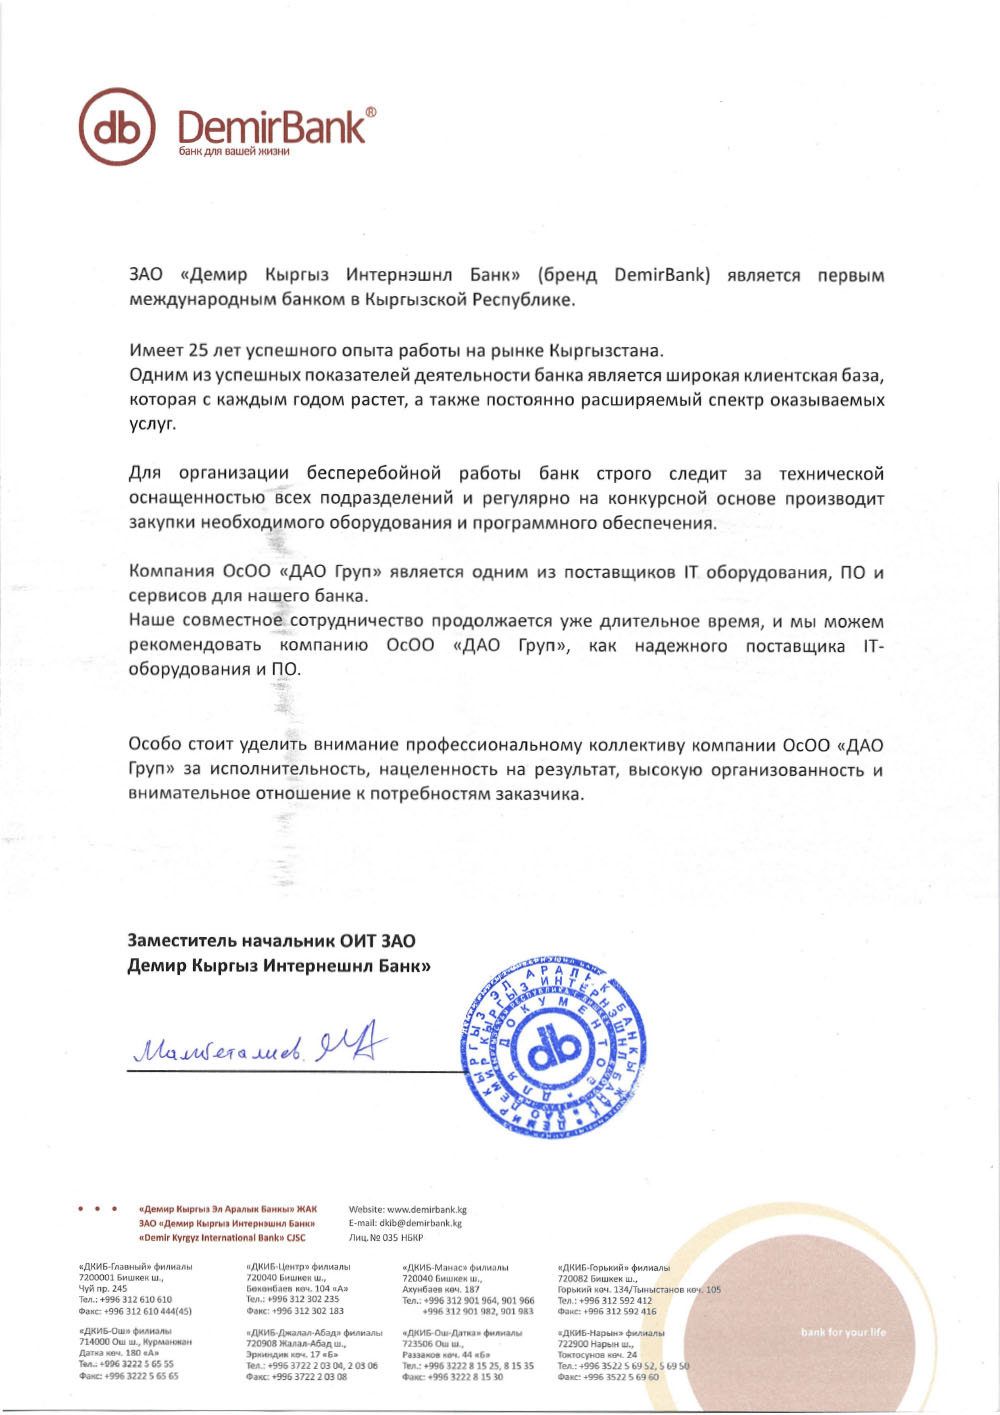 db DemirBank®
банк для вашей жизни
ЗАО «Демир Кыргыз Интернэшнл Банк» (бренд DemirBank) является первым
международным банком в Кыргызской Республике.
Имеет 25 лет успешного опыта работы на рынке Кыргызстана.
Одним из успешных показателей деятельности банка является широкая клиентская база,
которая с каждым годом растет, а также постоянно расширяемый спектр оказываемых
услуг.
Для организации бесперебойной работы банк строго следит за технической
оснащенностью всех подразделений и регулярно на конкурсной основе производит
закупки необходимого оборудования и программного обеспечения.
Компания ОсОО «ДАО Груп» является одним из поставщиков IT оборудования, ПО и
сервисов для нашего банка.
Наше совместное сотрудничество продолжается уже длительное время, и мы можем
рекомендовать компанию ОсОО «ДАО Груп», как надежного поставщика IT-
оборудования и ПО.
Особо стоит уделить внимание профессиональному коллективу компании ОсОО «ДАО
Груп» за исполнительность, нацеленность на результат, высокую организованность и
внимательное отношение к потребностям заказчика.
Заместитель начальник ОИТ ЗАО
Демир Кыргыз Интернешнл Банк»
Мамбеталиев
ДЕМИР КЫРГЫЗ ЭЛ АРАЛЫК БАНКЫ ЖАК
ЗАО ДЕМИР КЫРГЫЗ ИНТЕРНЭШНЛ БАНК
ДЛЯ ДОКУМЕНТОВ
db
«Демир Кыргыз Эл Аралык Банкы» ЖАК
ЗАО «Демир Кыргыз Интернэшнл Банк»
«Demir Kyrgyz International Bank» CJSC
Website: www.demirbank.kg
E-mail: dkib@demirbank.kg
Лиц. № 035 НБКР
«ДКИБ-Главный» филиалы
7200001 Бишкек ш.,
Чуй пр. 245
Тел.: +996 312 610 610
Факс: +996 312 610 444(45)
«ДКИБ-Центр» филиалы
720040 Бишкек ш.,
Бөкөнбаев көч. 104 «А»
Тел.: +996 312 302 235
Факс: +996 312 302 183
«ДКИБ-Манас» филиалы
720040 Бишкек ш.,
Ахунбаев көч. 187
Тел.: +996 312 901 964, 901 966
+996 312 901 982, 901 983
«ДКИБ-Горький» филиалы
720082 Бишкек ш.,
Горький көч. 134/Тыныстанов көч. 105
Тел.: +996 312 592 412
Факс: +996 312 592 416
«ДКИБ-Ош» филиалы
714000 Ош ш., Курманжан
Датка көч. 180 «А»
Тел.: +996 3222 5 65 55
Факс: +996 3222 5 65 65
«ДКИБ-Джалал-Абад» филиалы
720908 Жалал-Абад ш.,
Эркиндик көч. 17 «Б»
Тел.: +996 3722 2 03 04, 2 03 06
Факс: +996 3722 2 03 08
«ДКИБ-Ош-Датка» филиалы
723506 Ош ш.,
Раззаков көч. 44 «Б»
Тел.: +996 3222 8 15 25, 8 15 35
Факс: +996 3222 8 15 30
«ДКИБ-Нарын» филиалы
722900 Нарын ш.,
Токтосунов көч. 24
Тел.: +996 3522 5 69 52, 5 69 50
Факс: +996 3522 5 69 60
bank for your life